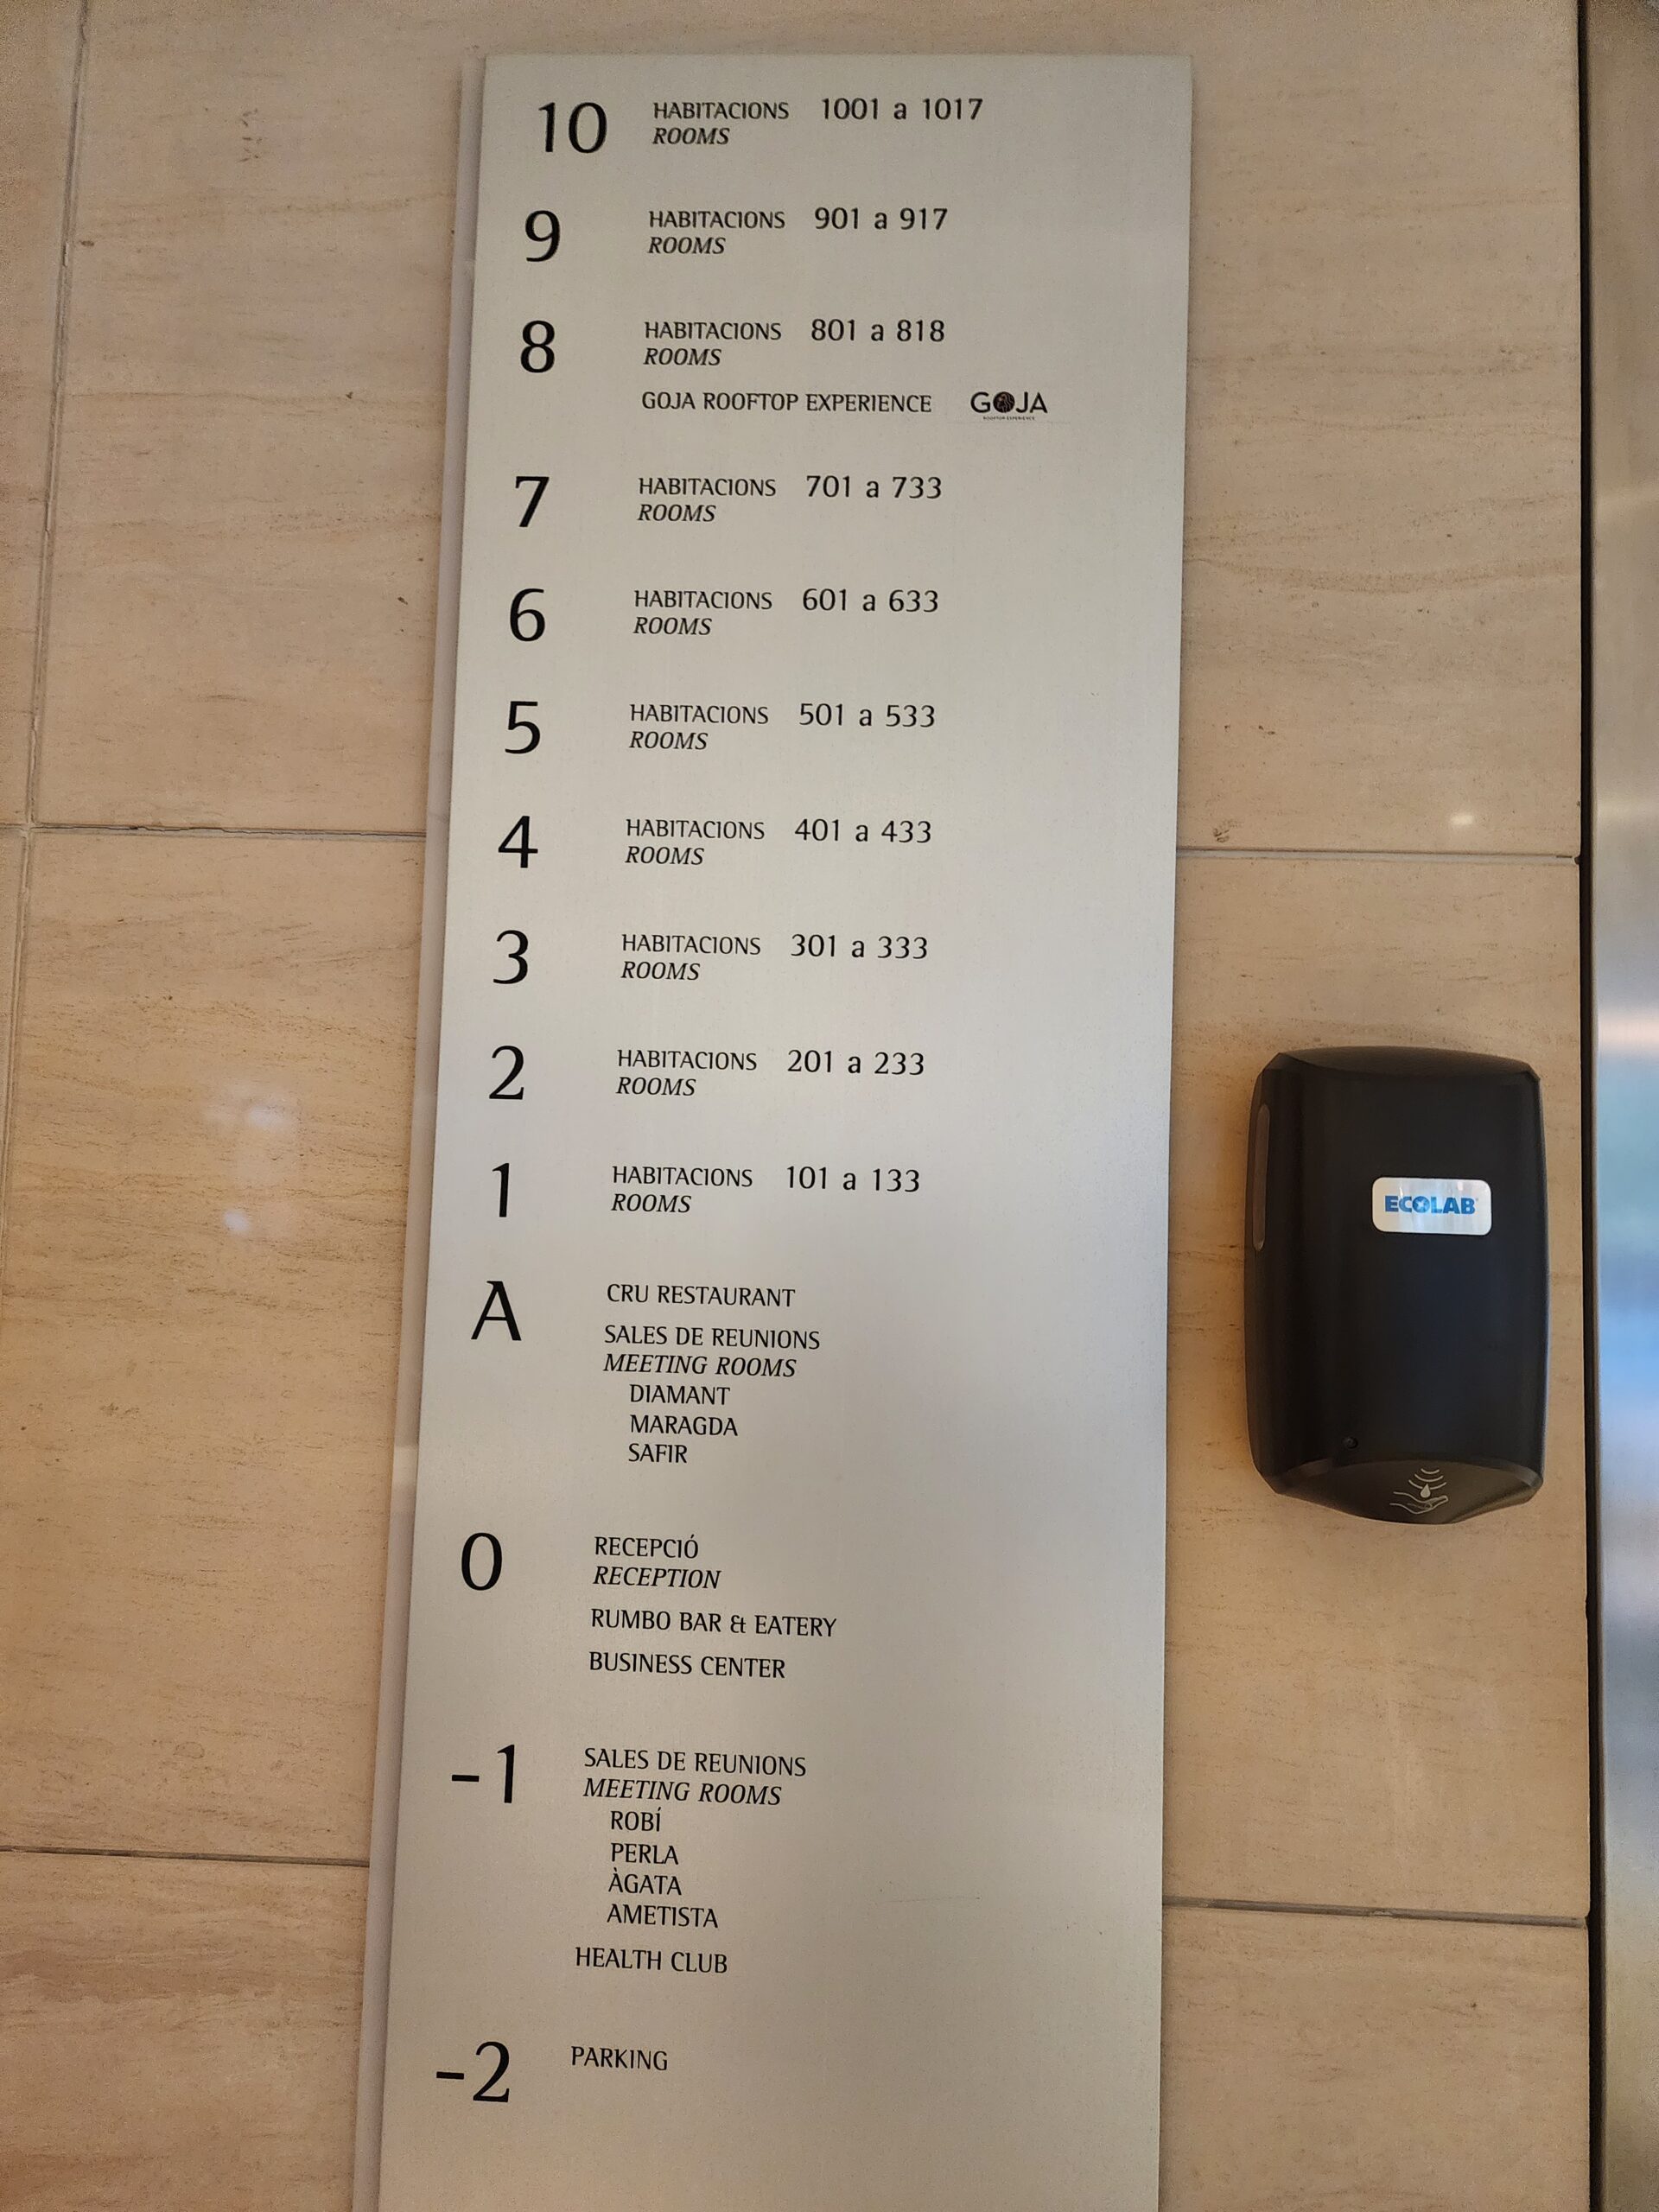 10 HABITACIONS 1001 a 1017
ROOMS
9 HABITACIONS 901 a 917
ROOMS
8 HABITACIONS 801 a 818
ROOMS
GOJA ROOFTOP EXPERIENCE GOJA
ROOFTOP EXPERIENCE
7 HABITACIONS 701 a 733
ROOMS
6 HABITACIONS 601 a 633
ROOMS
5 HABITACIONS 501 a 533
ROOMS
4 HABITACIONS 401 a 433
ROOMS
3 HABITACIONS 301 a 333
ROOMS
2 HABITACIONS 201 a 233
ROOMS
1 HABITACIONS 101 a 133
ROOMS
A CRU RESTAURANT
SALES DE REUNIONS
MEETING ROOMS
DIAMANT
MARAGDA
SAFIR
0 RECEPCIÓ
RECEPTION
RUMBO BAR & EATERY
BUSINESS CENTER
-1 SALES DE REUNIONS
MEETING ROOMS
ROBÍ
PERLA
ÀGATA
AMETISTA
HEALTH CLUB
-2 PARKING
ECOLAB